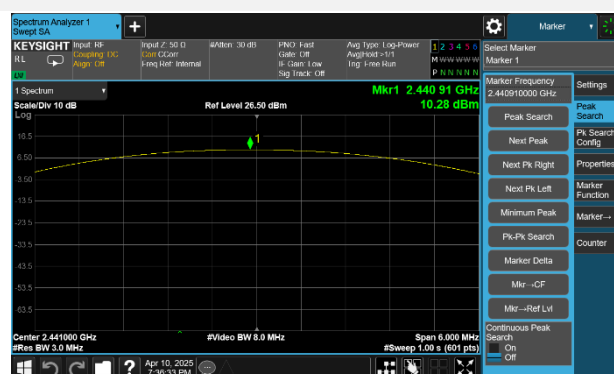 Spectrum Analyzer 1
Swept SA
+
Marker
KEYSIGHT
RL
Input: RF
Coupling: DC
Align: Off
Input Z: 50 Ω
Corr CCorr
Freq Ref: Internal
#Atten: 30 dB
PNO: Fast
Gate: Off
IF Gain: Low
Sig Track: Off
Avg Type: Log-Power
Avg|Hold:>1/1
Trig: Free Run
1 2 3 4 5 6
M W W W W W
P N N N N N
Select Marker
Marker 1
1 Spectrum
Scale/Div 10 dB
Log
Ref Level 26.50 dBm
Mkr1 2.440 91 GHz
10.28 dBm
1
16.5
6.50
-3.50
-13.5
-23.5
-33.5
-43.5
-53.5
-63.5
Center 2.441000 GHz
#Res BW 3.0 MHz
#Video BW 8.0 MHz
Span 6.000 MHz
#Sweep 1.00 s (601 pts)
Marker Frequency
2.440910000 GHz
Peak Search
Next Peak
Next Pk Right
Next Pk Left
Minimum Peak
Pk-Pk Search
Marker Delta
Mkr→CF
Mkr→Ref Lvl
Continuous Peak
Search
On
Off
Settings
Peak
Search
Pk Search
Config
Properties
Marker
Function
Marker→
Counter
?
Apr 10, 2025
7:36:33 PM